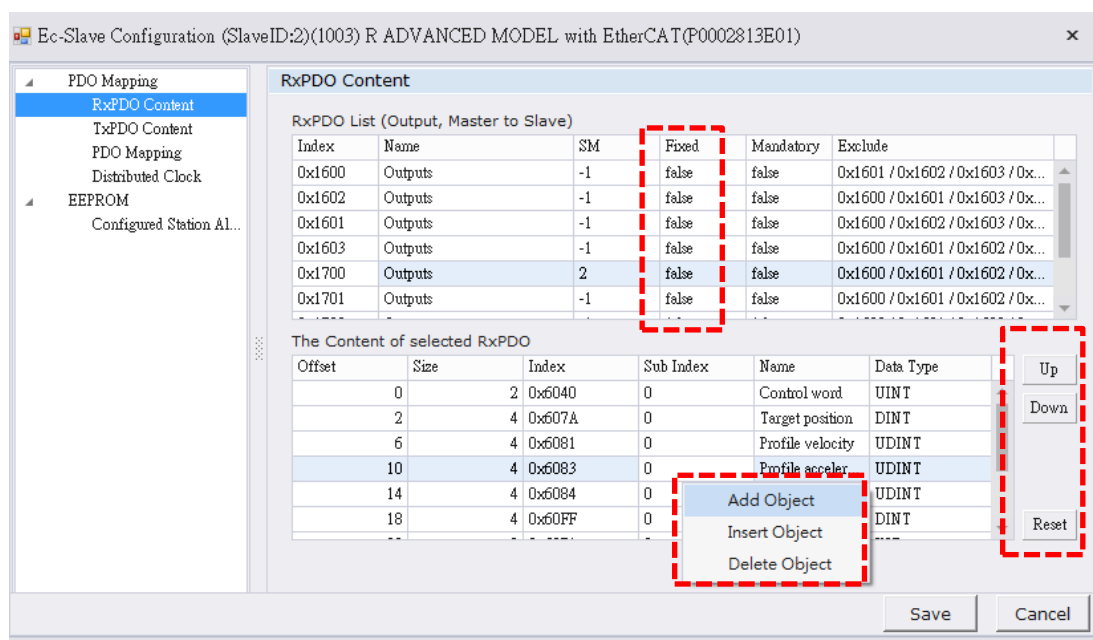 Ec-Slave Configuration (SlaveID:2)(1003) R ADVANCED MODEL with EtherCAT(P0002813E01)
PDO Mapping
RxPDO Content
TxPDO Content
PDO Mapping
Distributed Clock
EEPROM
Configured Station Al...
RxPDO Content
RxPDO List (Output, Master to Slave)
Index Name SM Fixed Mandatory Exclude
0x1600 Outputs -1 false false 0x1601 / 0x1602 / 0x1603 / 0x...
0x1602 Outputs -1 false false 0x1600 / 0x1601 / 0x1603 / 0x...
0x1601 Outputs -1 false false 0x1600 / 0x1602 / 0x1603 / 0x...
0x1603 Outputs -1 false false 0x1600 / 0x1601 / 0x1602 / 0x...
0x1700 Outputs 2 false false 0x1600 / 0x1601 / 0x1602 / 0x...
0x1701 Outputs -1 false false 0x1600 / 0x1601 / 0x1602 / 0x...
The Content of selected RxPDO
Offset Size Index Sub Index Name Data Type
0 2 0x6040 0 Control word UINT
2 4 0x607A 0 Target position DINT
6 4 0x6081 0 Profile velocity UDINT
10 4 0x6083 0 Profile acceler... UDINT
14 4 0x6084 0 UDINT
18 4 0x60FF 0 DINT
Add Object
Insert Object
Delete Object
Up
Down
Reset
Save Cancel